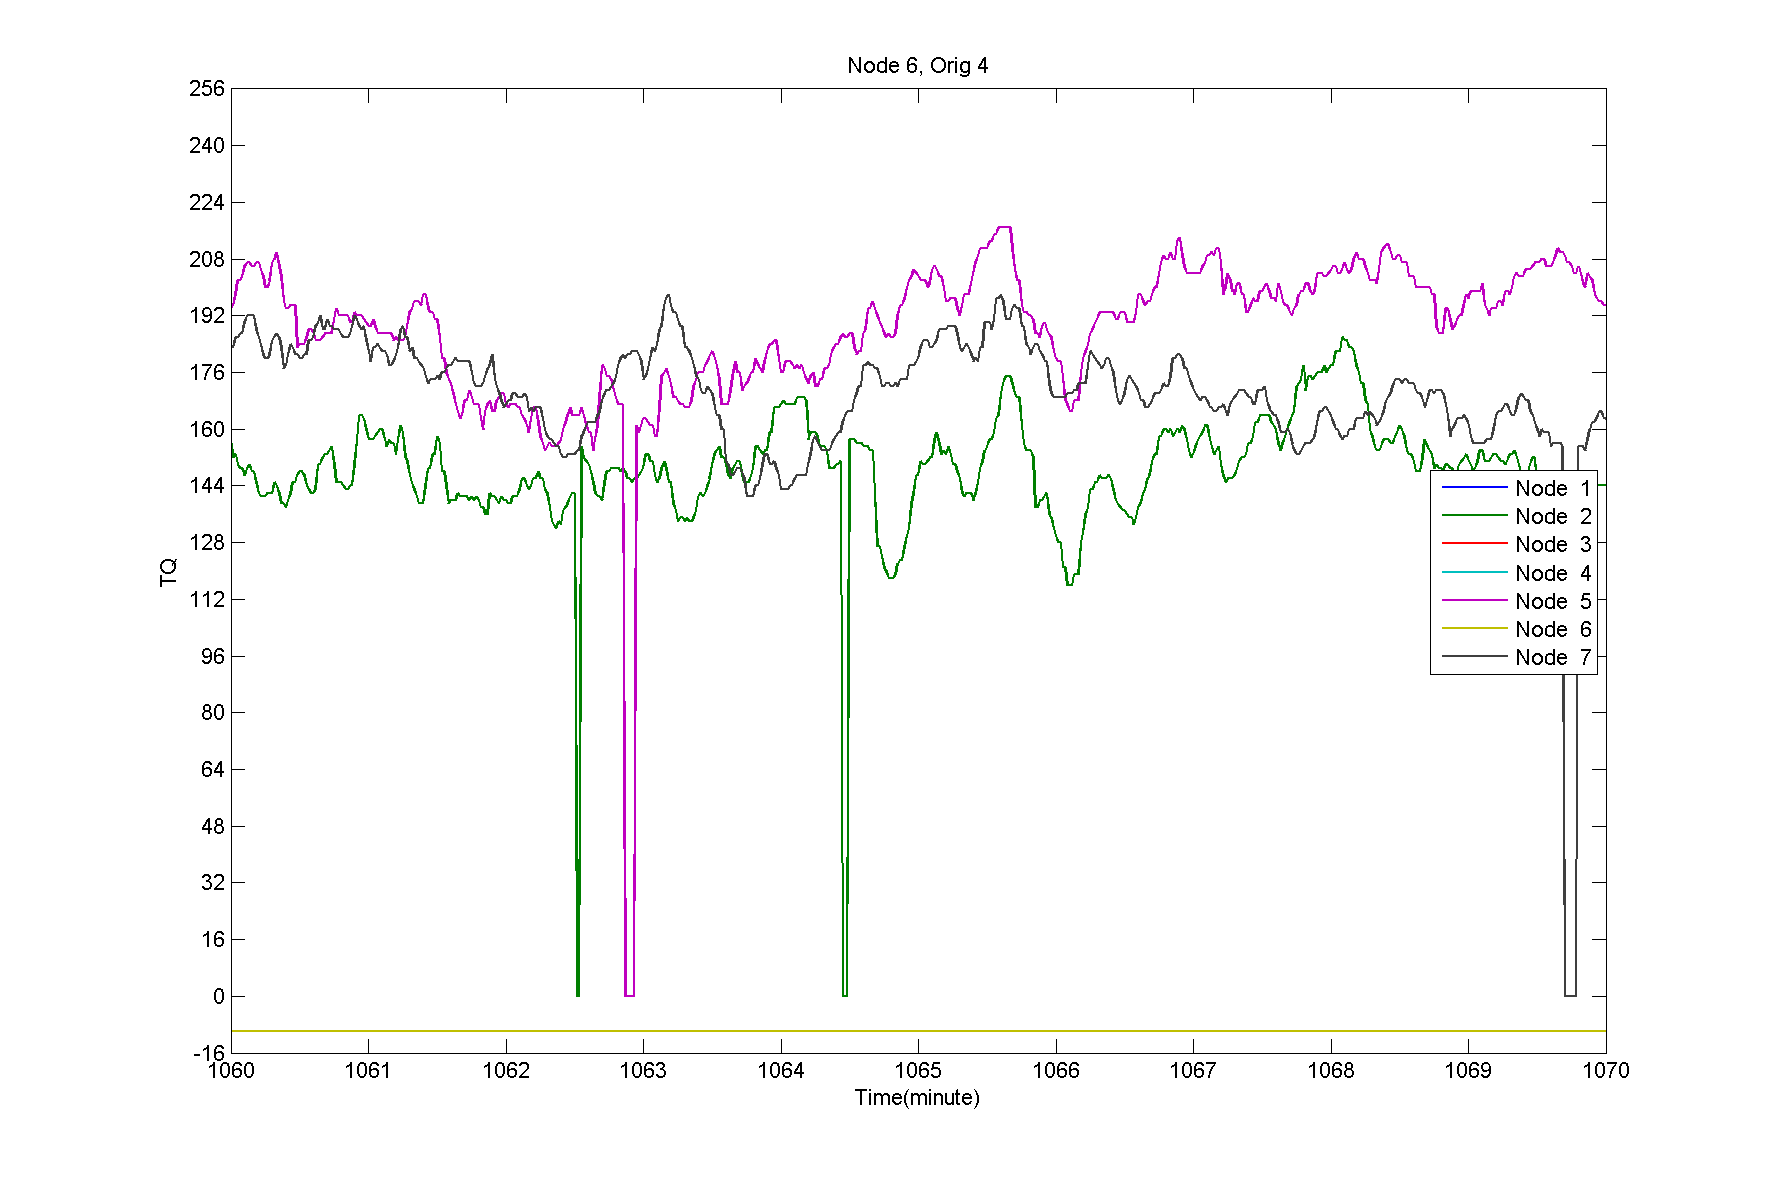 Node 6, Orig 4
256
240
224
208
192
176
160
144
128
112
96
80
64
48
32
16
0
-16
TQ
Node 1
Node 2
Node 3
Node 4
Node 5
Node 6
Node 7
1060 1061 1062 1063 1064 1065 1066 1067 1068 1069 1070
Time(minute)